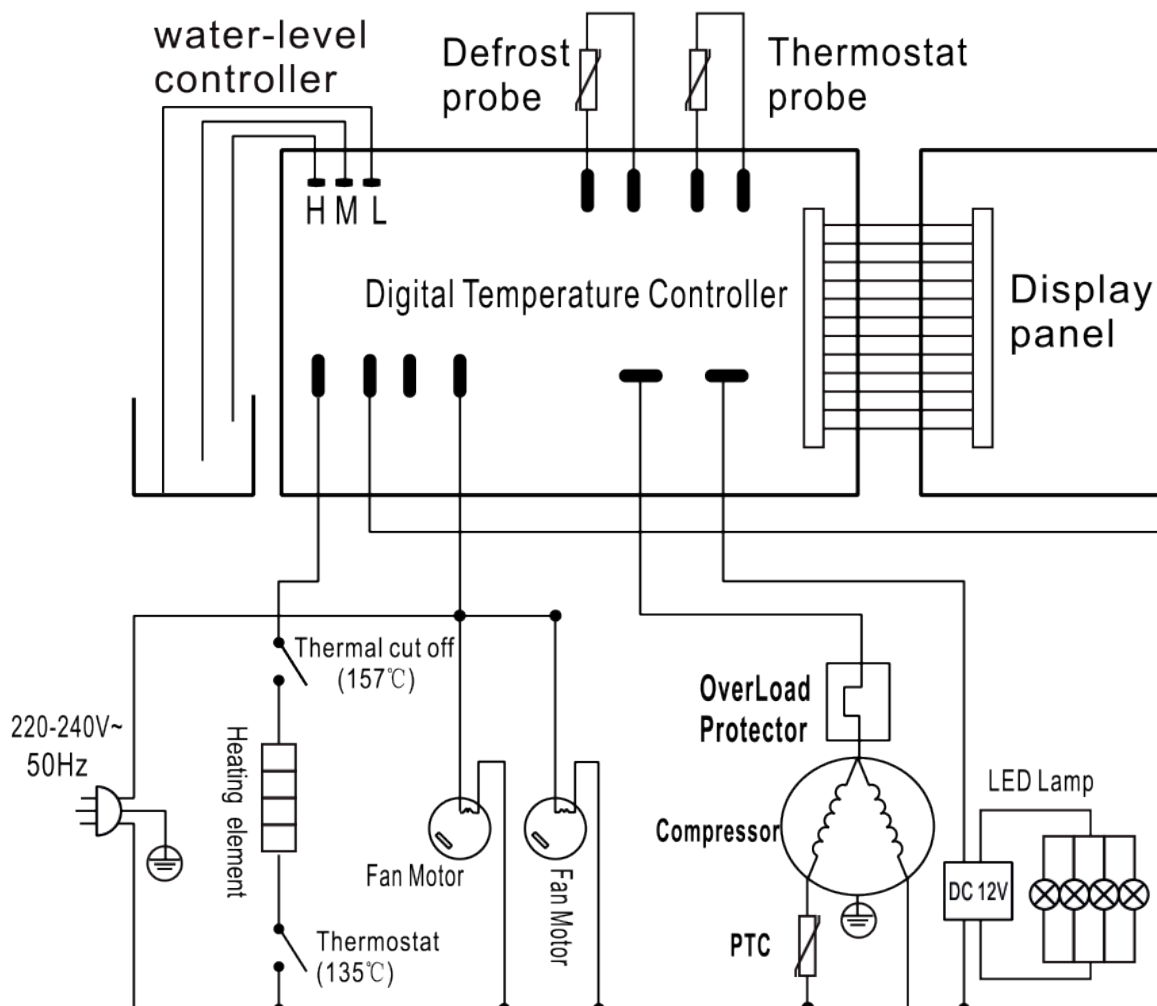 water-level
controller
Defrost
probe
Thermostat
probe
H M L
Digital Temperature Controller
Display
panel
Thermal cut off
(157℃)
220-240V~
50Hz
Heating element
OverLoad
Protector
LED Lamp
Compressor
Fan Motor
Fan Motor
DC 12V
PTC
Thermostat
(135℃)